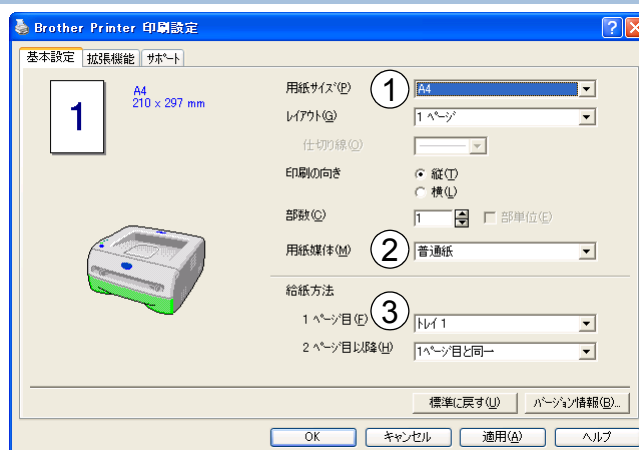 Brother Printer 印刷設定
基本設定 拡張機能 サポート
1
A4
210 x 297 mm
用紙サイズ(P) ① A4
レイアウト(G) 1 ページ
仕切り線(O)
印刷の向き 縦(T)
横(L)
部数(C) 1 部単位(E)
用紙媒体(M) ② 普通紙
給紙方法
1 ページ目(F) ③ トレイ 1
2 ページ目以降(H) 1ページ目と同一
標準に戻す(U) バージョン情報(B)...
OK キャンセル 適用(A) ヘルプ